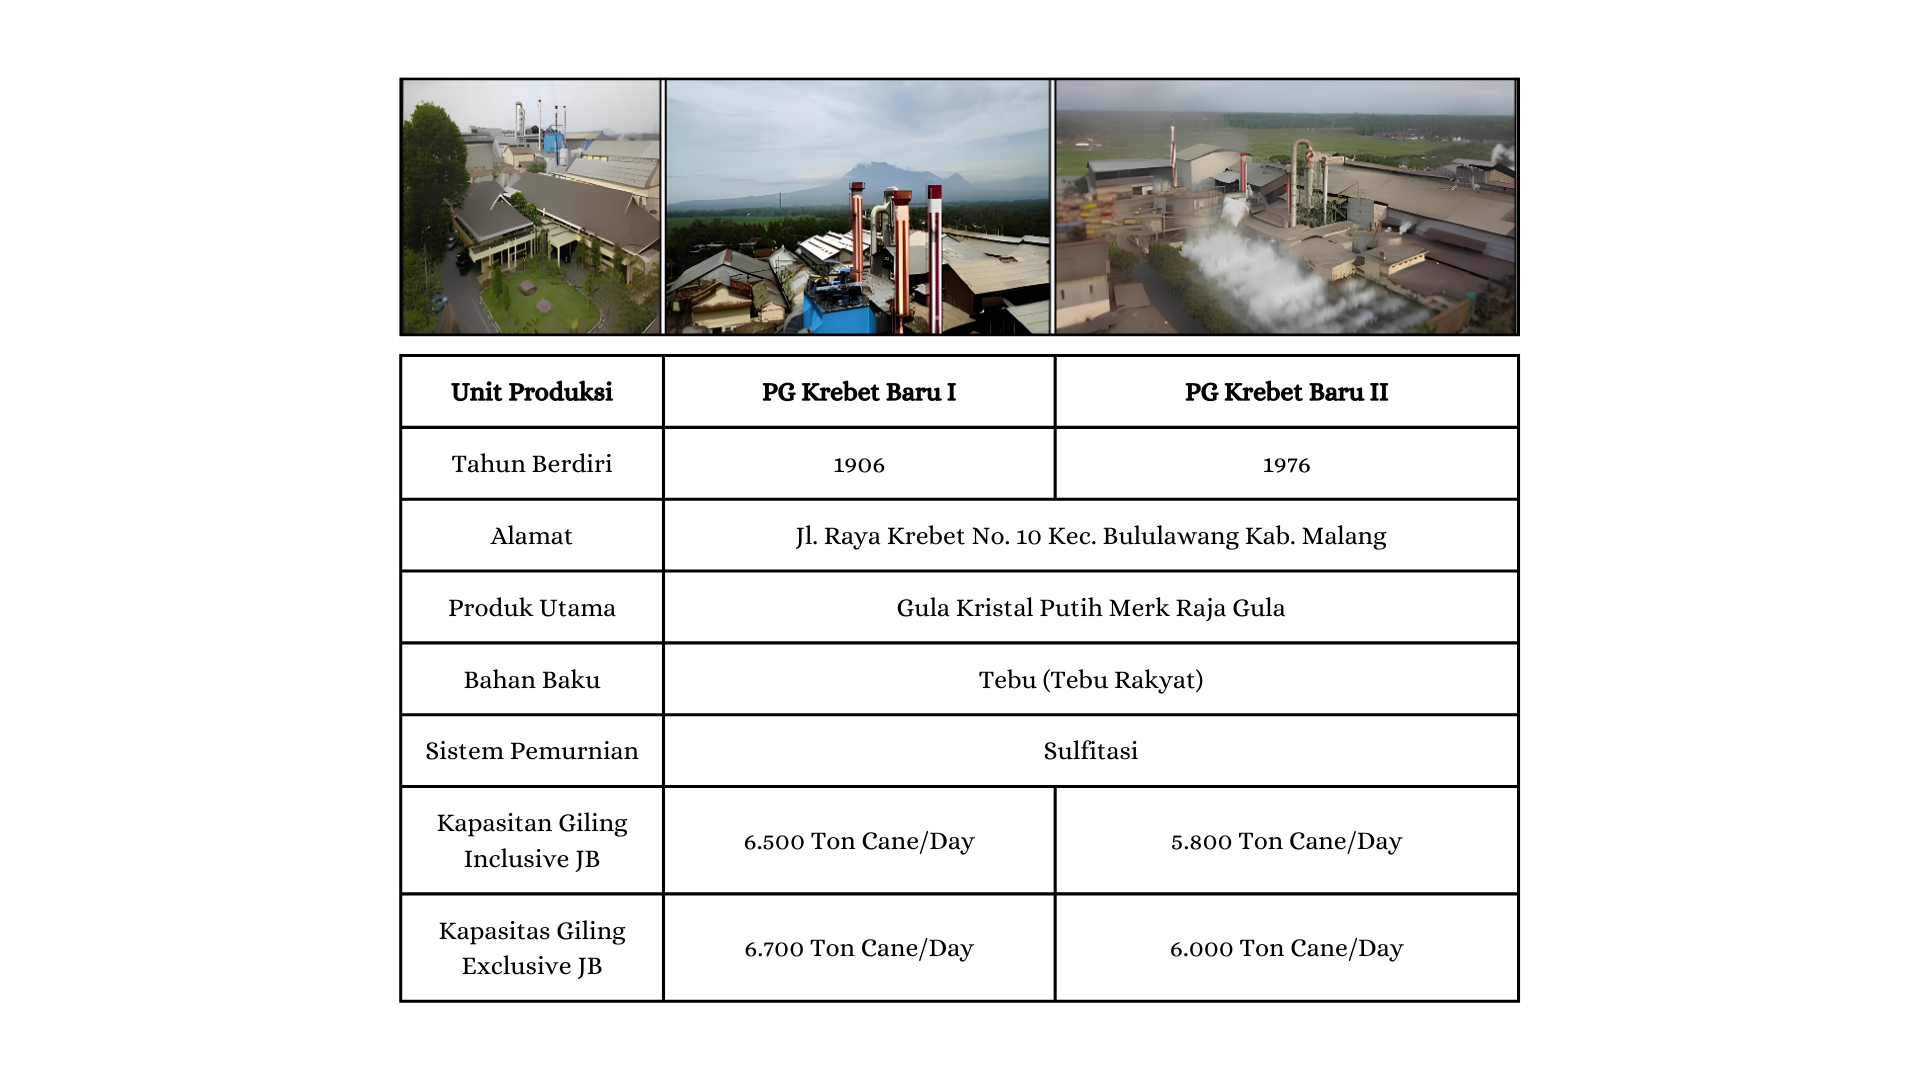 Unit Produksi PG Krebet Baru I PG Krebet Baru II
Tahun Berdiri 1906 1976
Alamat Jl. Raya Krebet No. 10 Kec. Bululawang Kab. Malang
Produk Utama Gula Kristal Putih Merk Raja Gula
Bahan Baku Tebu (Tebu Rakyat)
Sistem Pemurnian Sulfitasi
Kapasitan Giling
Inclusive JB
6.500 Ton Cane/Day 5.800 Ton Cane/Day
Kapasitas Giling
Exclusive JB
6.700 Ton Cane/Day 6.000 Ton Cane/Day